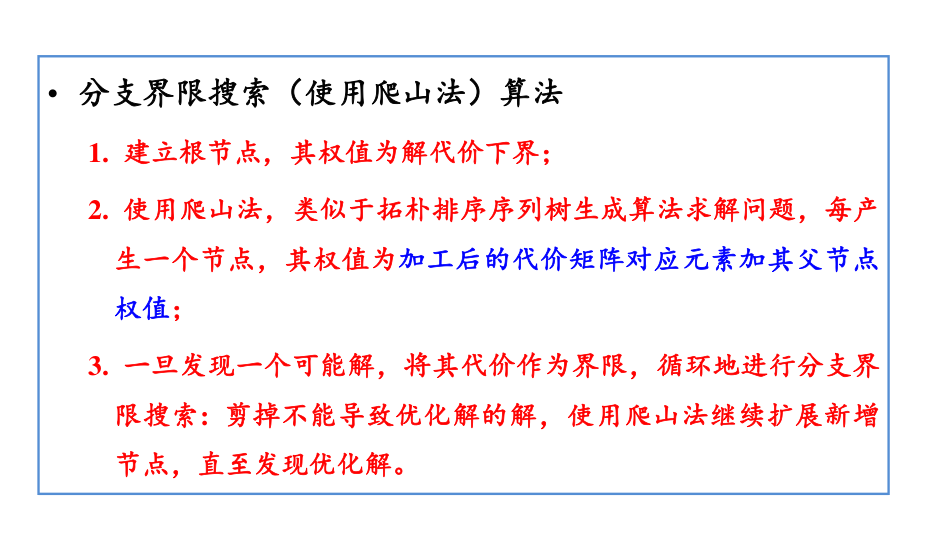 • 分支界限搜索（使用爬山法）算法
1. 建立根节点，其权值为解代价下界；
2. 使用爬山法，类似于拓朴排序序列树生成算法求解问题，每产
生一个节点，其权值为加工后的代价矩阵对应元素加其父节点
权值；
3. 一旦发现一个可能解，将其代价作为界限，循环地进行分支界
限搜索：剪掉不能导致优化解的解，使用爬山法继续扩展新增
节点，直至发现优化解。